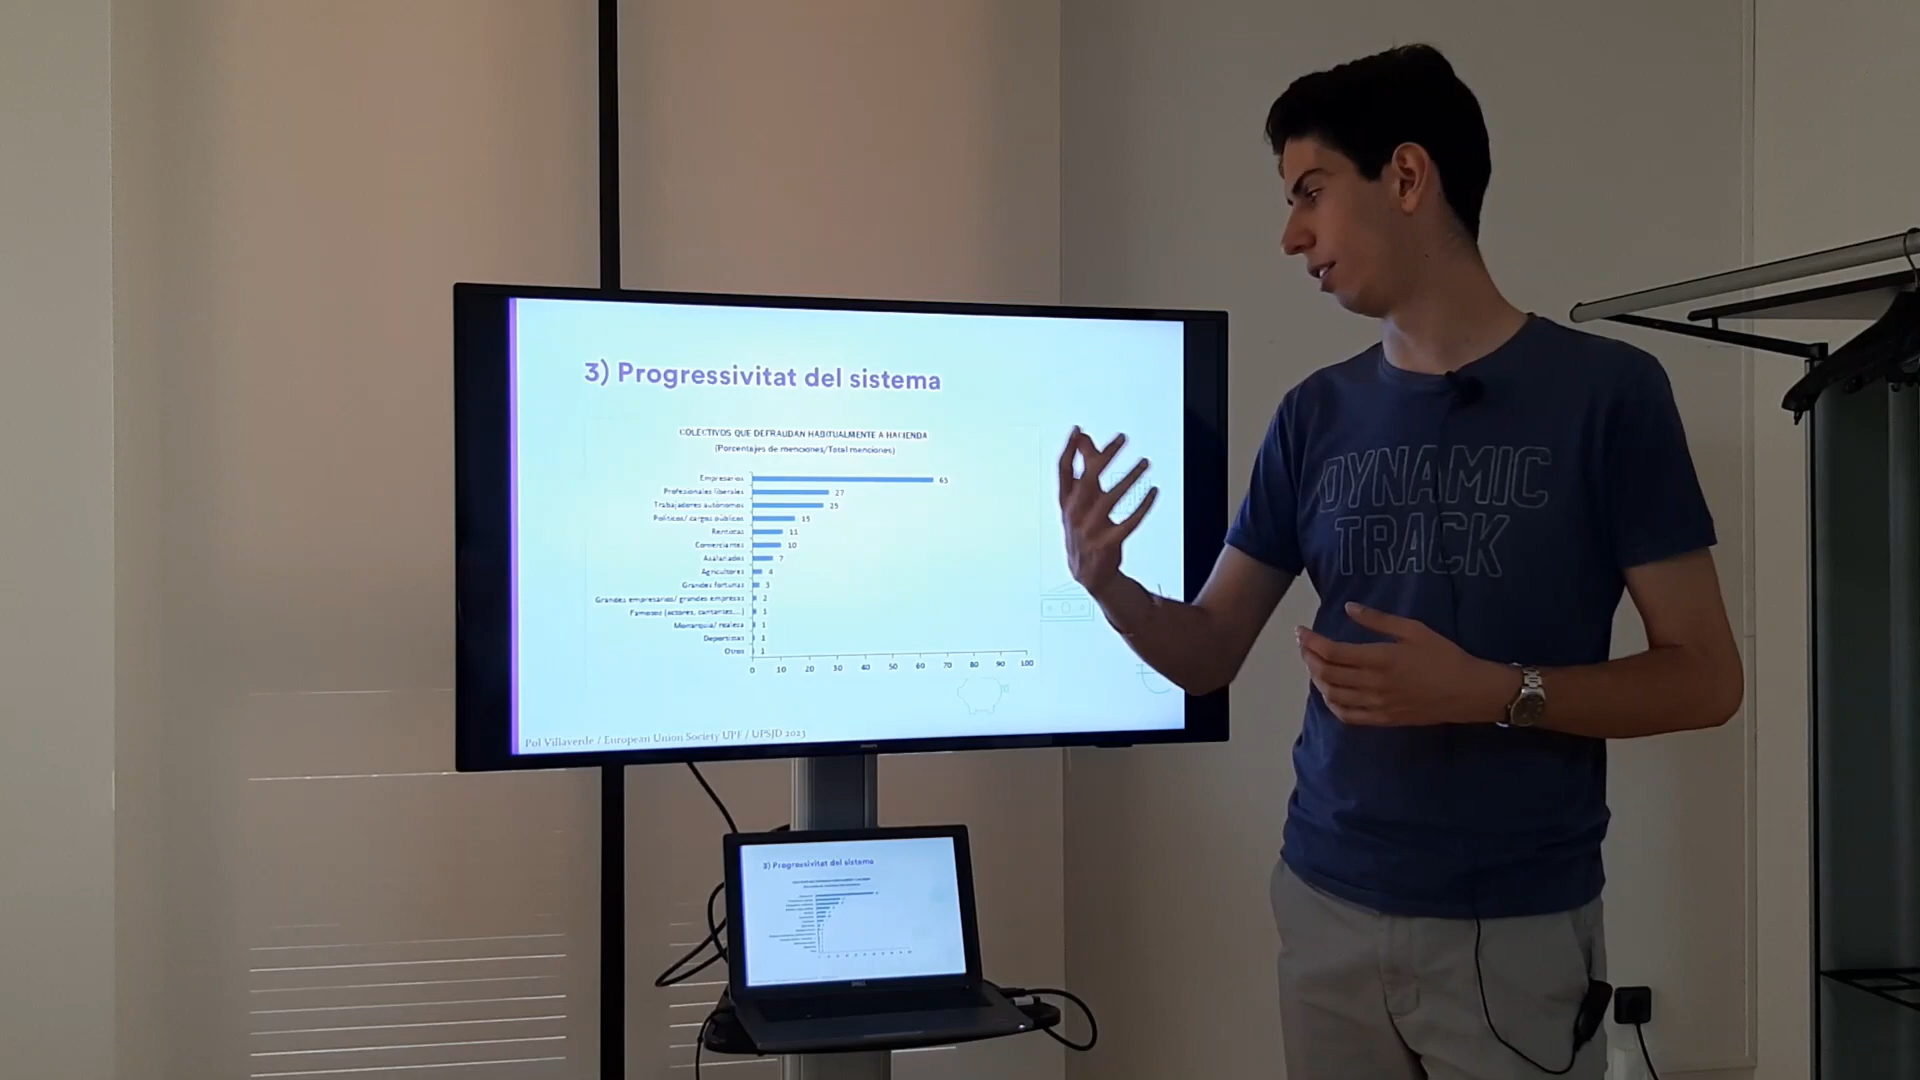 3) Progressivitat del sistema
COLECTIVOS QUE DEFRAUDAN HABITUALMENTE A HACIENDA
(Porcentajes de menciones/Total menciones)
Empresarios 65
Profesionales liberales 27
Trabajadores autónomos 25
Políticos/ cargos públicos 15
Rentistas 11
Comerciantes 10
Asalariados 7
Agricultores 4
Grandes fortunas 3
Grandes empresarios/ grandes empresas 2
Famosos (actores, cantantes,...) 1
Monarquía/ realeza 1
Deportistas 1
Otros 1
0 10 20 30 40 50 60 70 80 90 100
Pol Villaverde / European Union Society UPF / UPSJD 2023
DYNAMIC
TRACK
3) Progressivitat del sistema
DELL